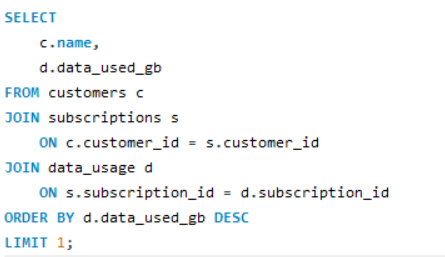 SELECT
    c.name,
    d.data_used_gb
FROM customers c
JOIN subscriptions s
    ON c.customer_id = s.customer_id
JOIN data_usage d
    ON s.subscription_id = d.subscription_id
ORDER BY d.data_used_gb DESC
LIMIT 1;